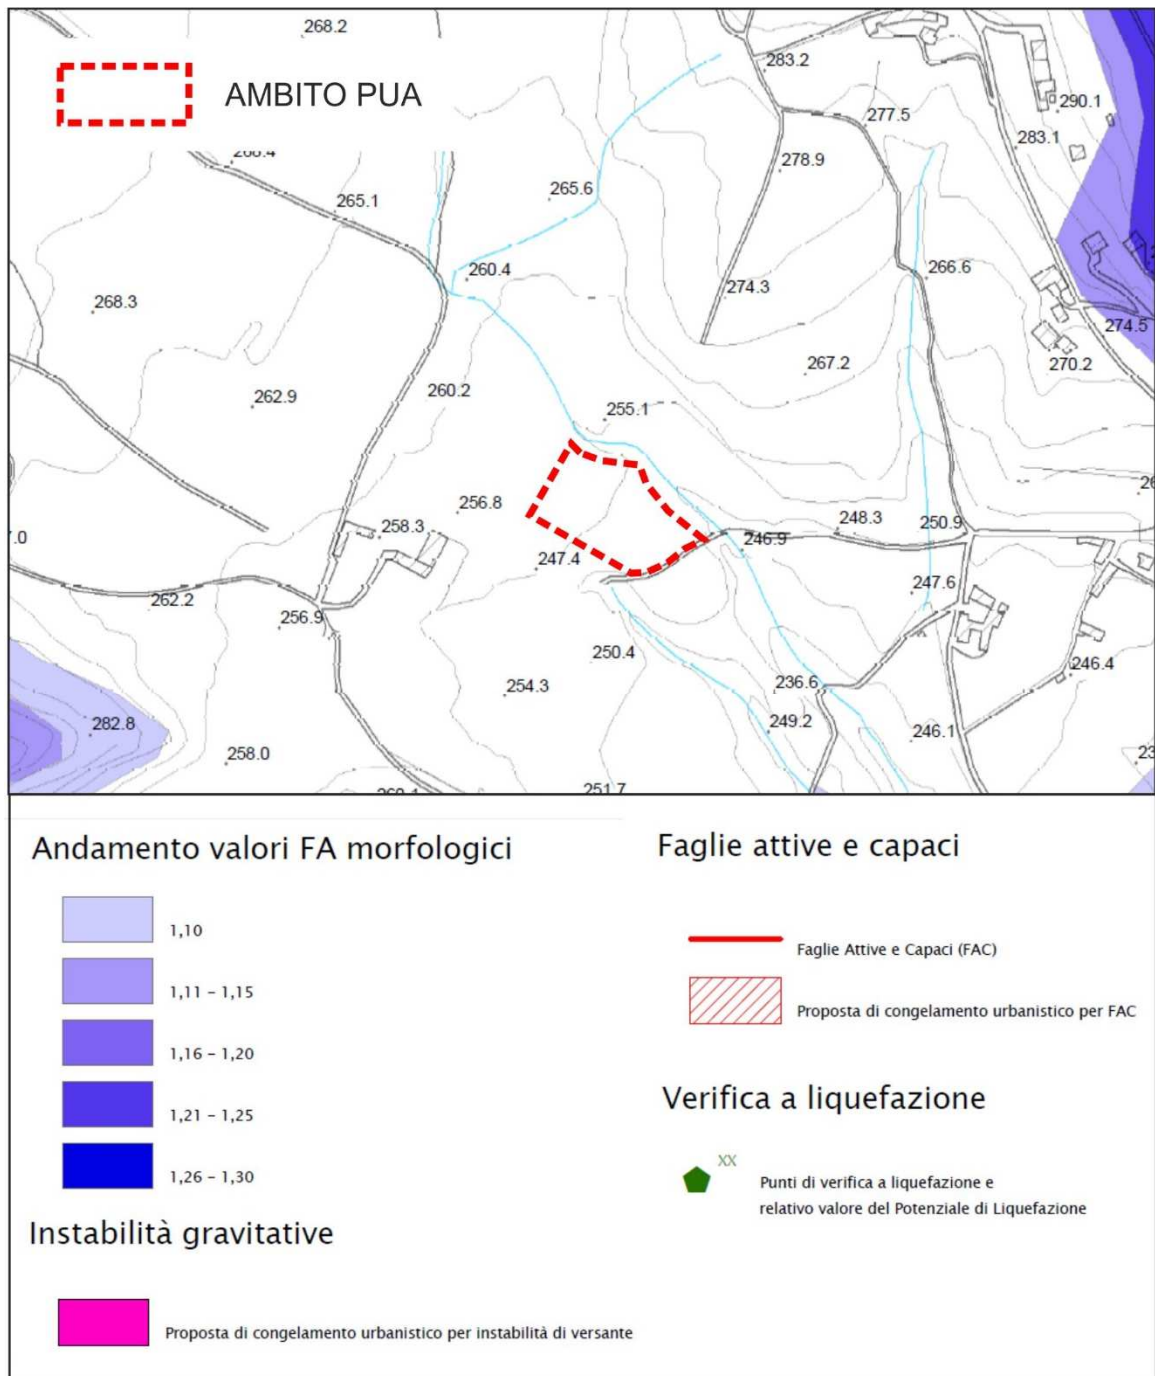 268.2
AMBITO PUA
283.2
290.1
277.5
283.1
268.4
278.9
265.6
265.1
260.4
266.6
274.3
268.3
274.5
267.2
270.2
260.2
262.9
255.1
256.8
248.3
250.9
258.3
7.0
246.9
247.4
247.6
262.2
256.9
250.4
246.4
254.3
236.6
282.8
249.2
246.1
258.0
251.7
Andamento valori FA morfologici
1,10
1,11 – 1,15
1,16 – 1,20
1,21 – 1,25
1,26 – 1,30
Instabilità gravitative
Proposta di congelamento urbanistico per instabilità di versante
Faglie attive e capaci
Faglie Attive e Capaci (FAC)
Proposta di congelamento urbanistico per FAC
Verifica a liquefazione
XX
Punti di verifica a liquefazione e
relativo valore del Potenziale di Liquefazione